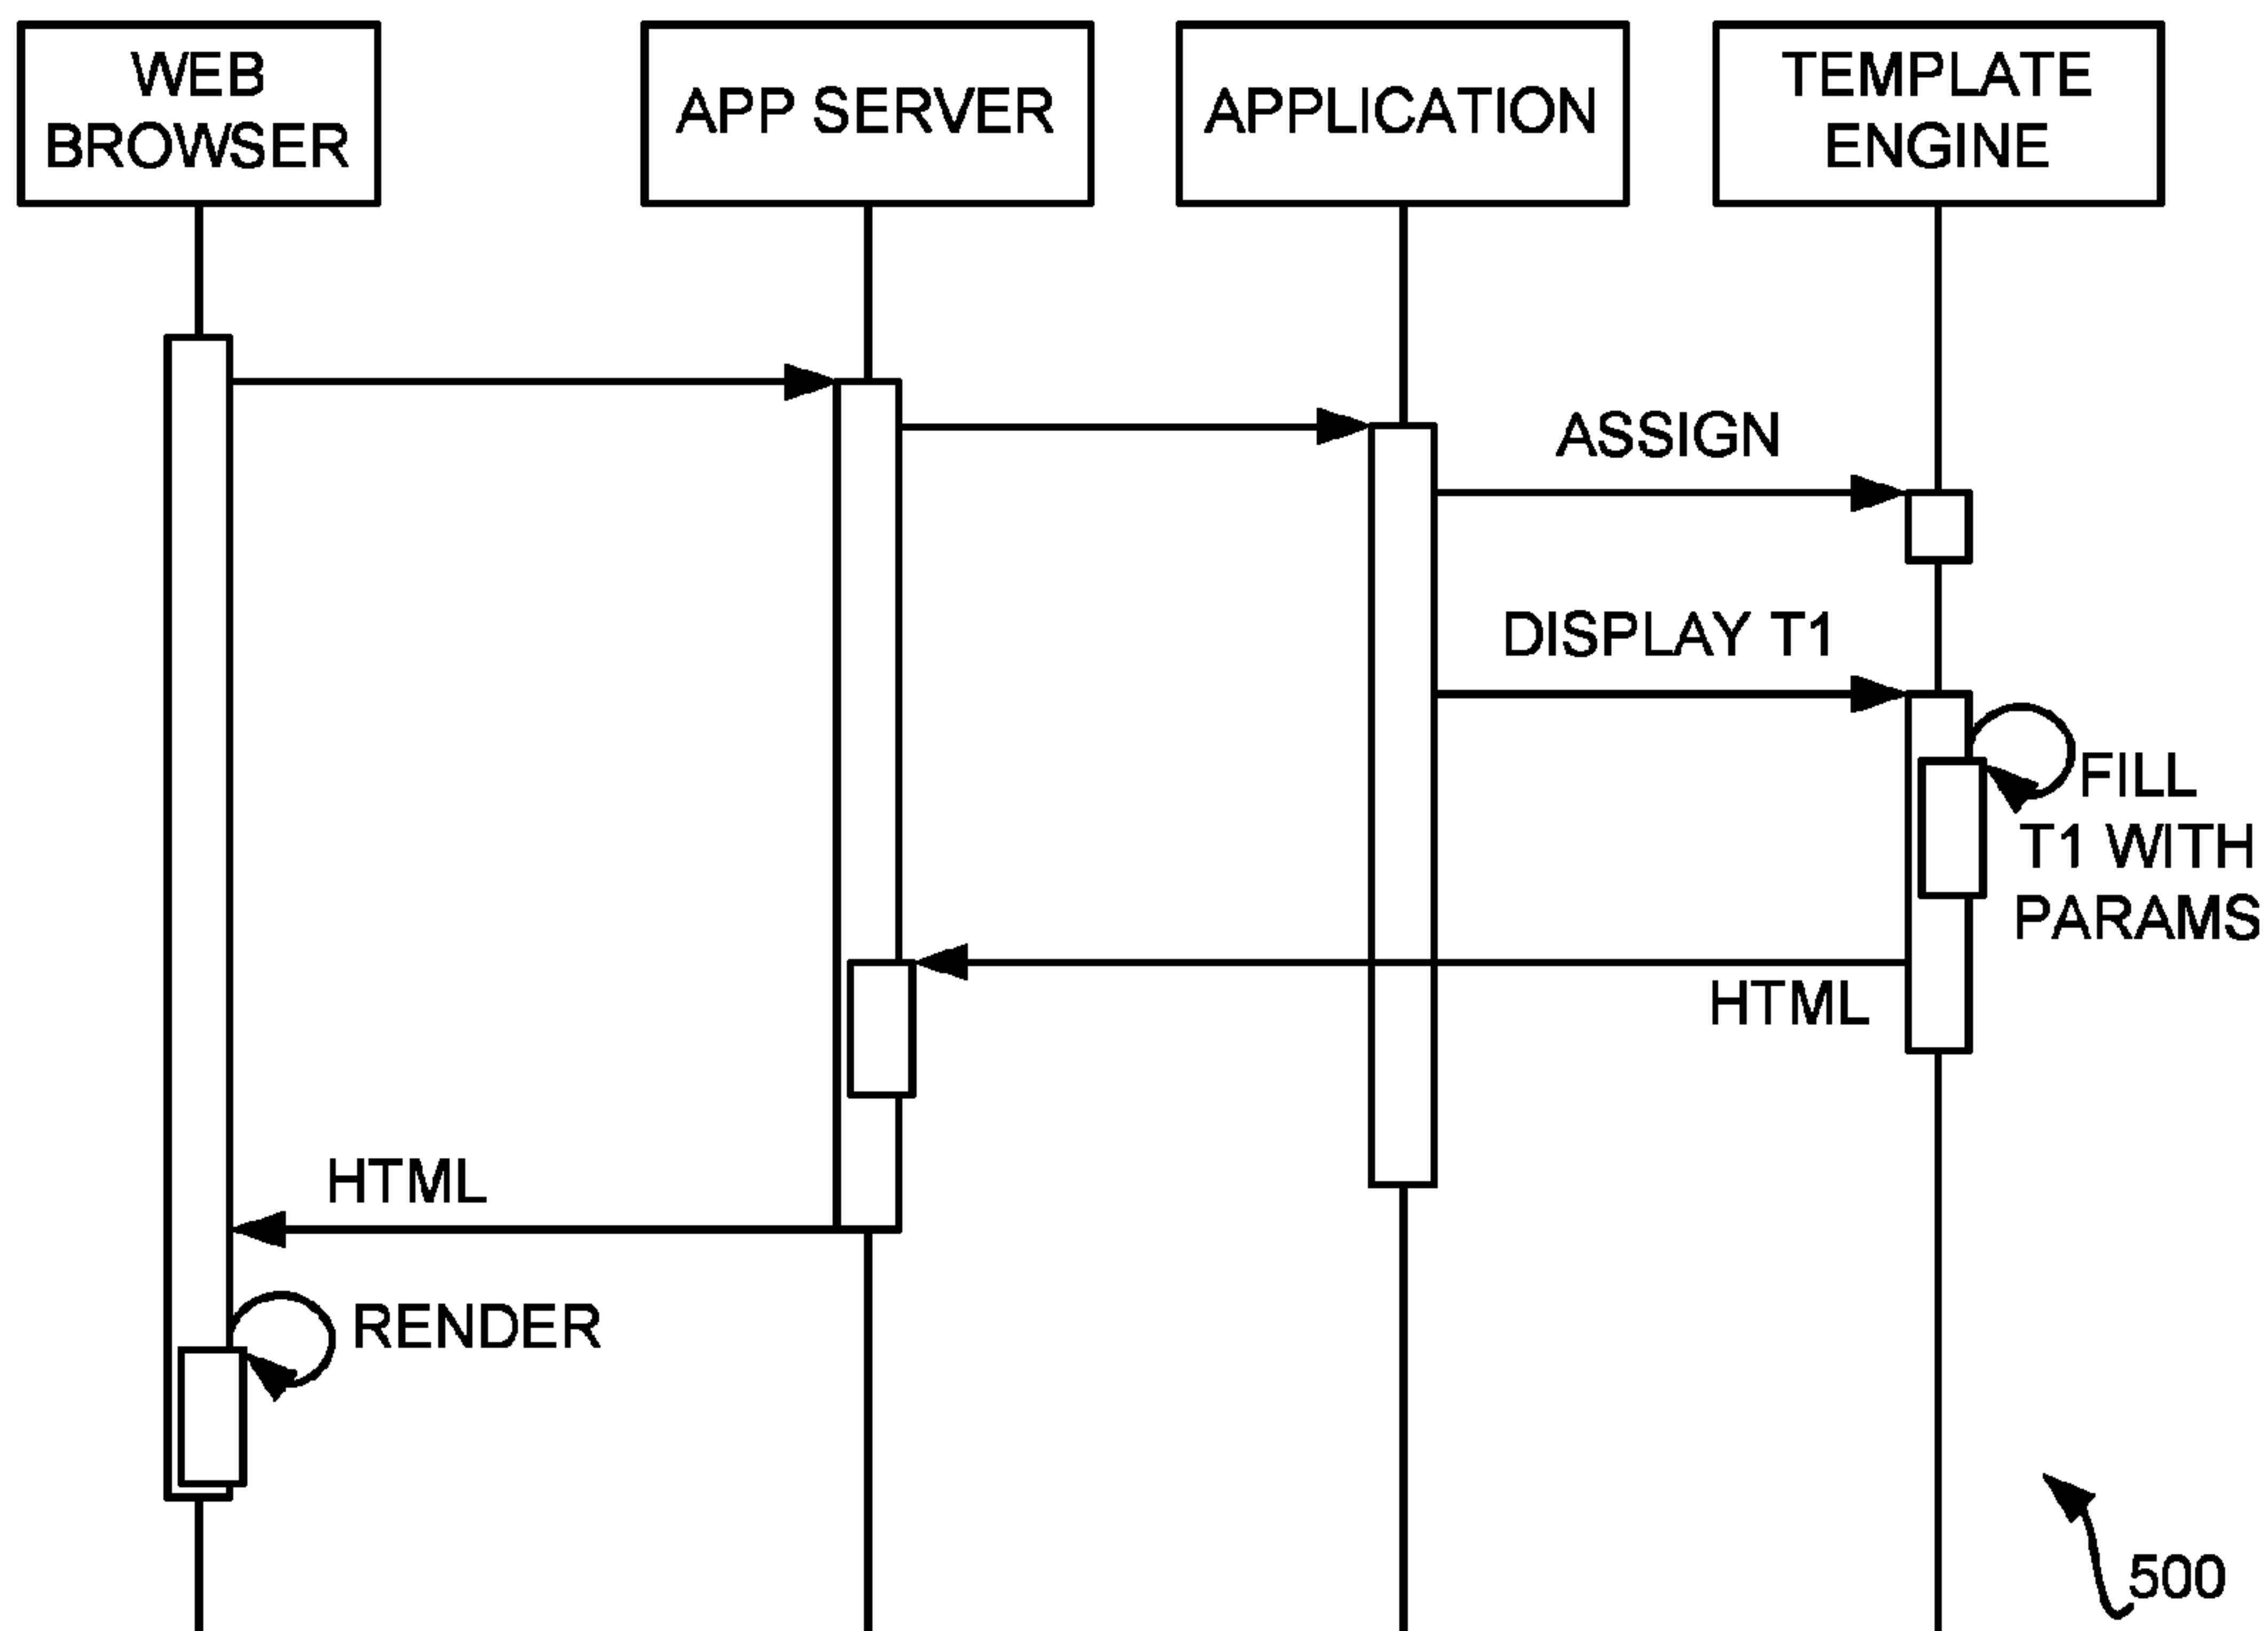 WEB
BROWSER
APP SERVER
APPLICATION
TEMPLATE
ENGINE
ASSIGN
DISPLAY T1
FILL
T1 WITH
PARAMS
HTML
HTML
RENDER
500